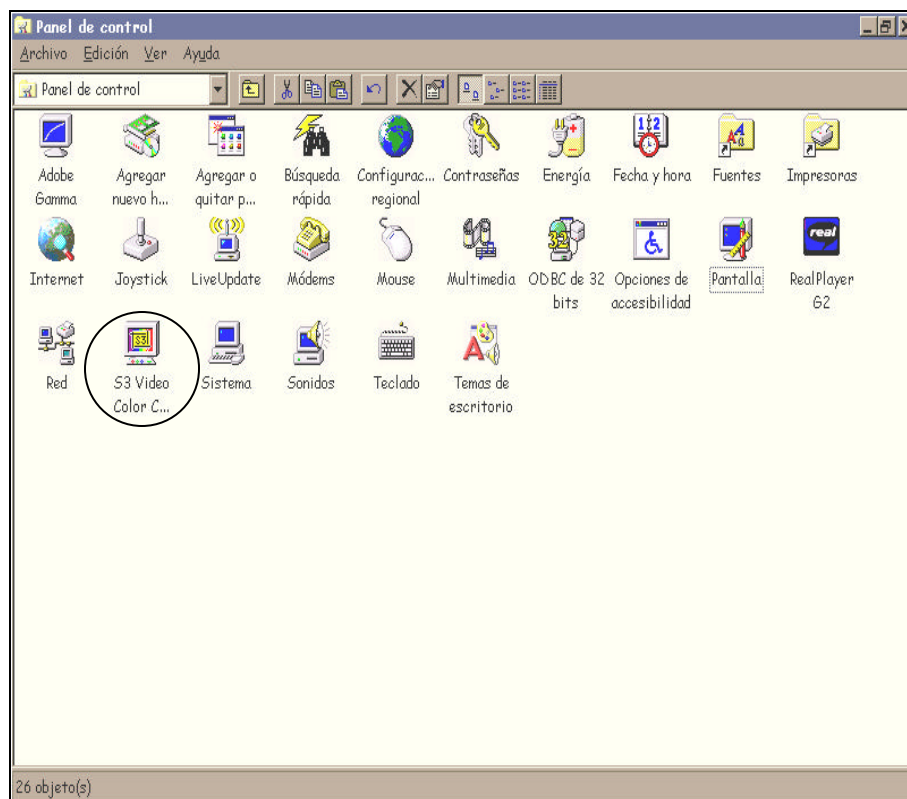 Panel de control
Archivo Edición Ver Ayuda
Panel de control
Adobe Gamma
Agregar nuevo h...
Agregar o quitar p...
Búsqueda rápida
Configurac... regional
Contraseñas
Energía
Fecha y hora
Fuentes
Impresoras
Internet
Joystick
LiveUpdate
Módems
Mouse
Multimedia
ODBC de 32 bits
Opciones de accesibilidad
Pantalla
RealPlayer G2
Red
S3 Video Color C...
Sistema
Sonidos
Teclado
Temas de escritorio
26 objeto(s)